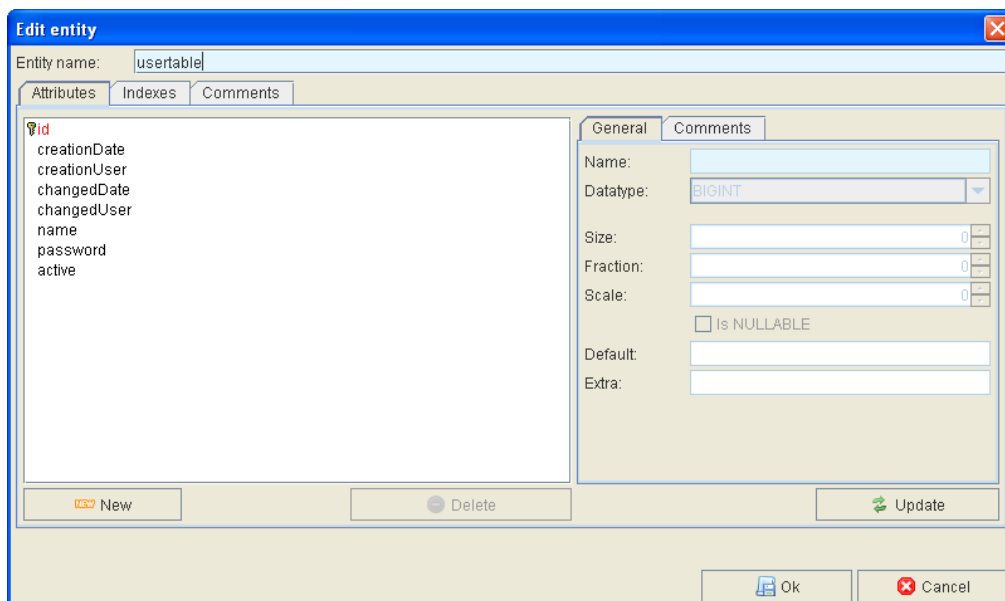 Edit entity
Entity name: usertable
Attributes Indexes Comments
id
creationDate
creationUser
changedDate
changedUser
name
password
active
General Comments
Name:
Datatype: BIGINT
Size: 0
Fraction: 0
Scale: 0
Is NULLABLE
Default:
Extra:
New Delete Update
Ok Cancel